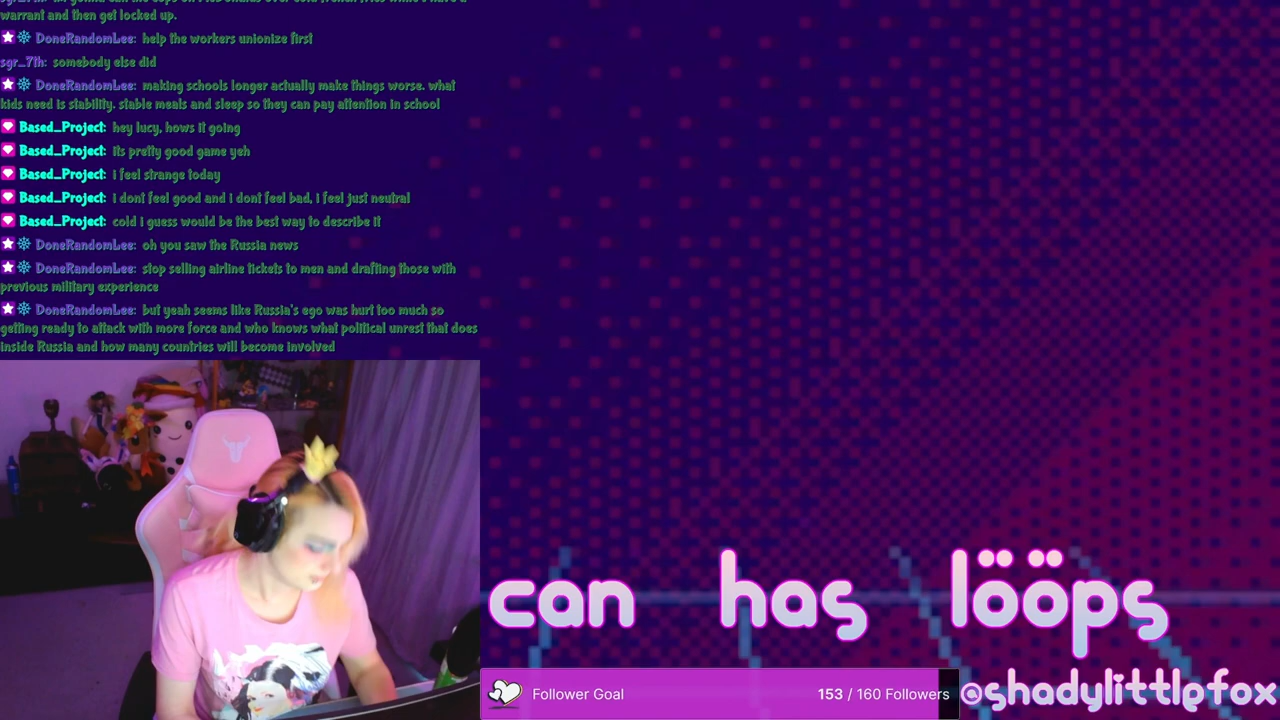 warrant and then get locked up.
DoneRandomLee: help the workers unionize first
sgr_7th: somebody else did
DoneRandomLee: making schools longer actually make things worse. what
kids need is stability. stable meals and sleep so they can pay attention in school
Based_Project: hey lucy, hows it going
Based_Project: its pretty good game yeh
Based_Project: i feel strange today
Based_Project: i dont feel good and i dont feel bad, i feel just neutral
Based_Project: cold i guess would be the best way to describe it
DoneRandomLee: oh you saw the Russia news
DoneRandomLee: stop selling airline tickets to men and drafting those with
previous military experience
DoneRandomLee: but yeah seems like Russia's ego was hurt too much so
getting ready to attack with more force and who knows what political unrest that does
inside Russia and how many countries will become involved
can has lööps
Follower Goal 153 / 160 Followers
@shadylittlefox